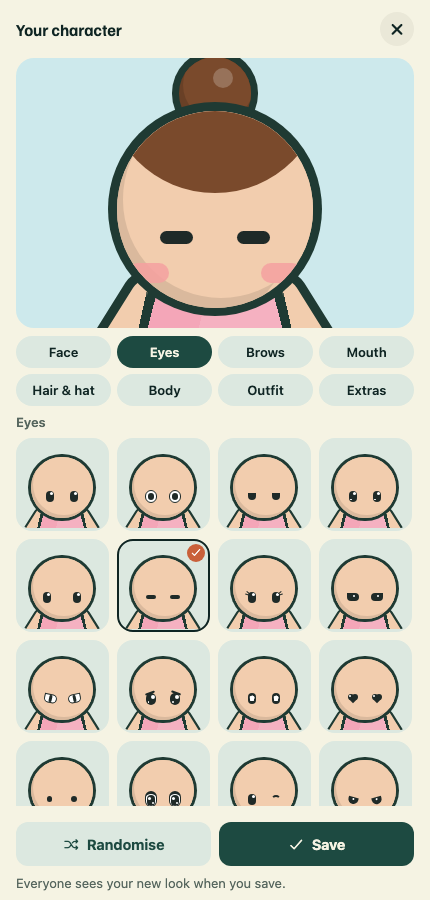 Your character
Face
Eyes
Brows
Mouth
Hair & hat
Body
Outfit
Extras
Eyes
Randomise
Save
Everyone sees your new look when you save.